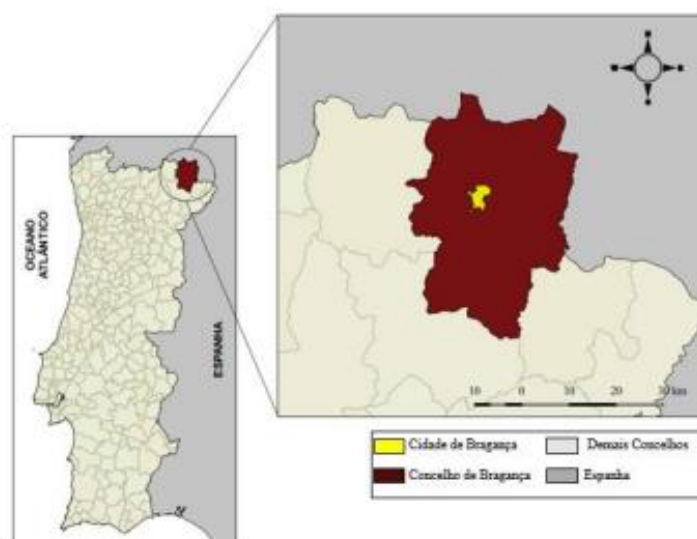 OCEANO
ATLÂNTICO
ESPANHA
10 0 10 20 30 km
Cidade de Bragança
Demais Concelhos
Concelho de Bragança
Espanha